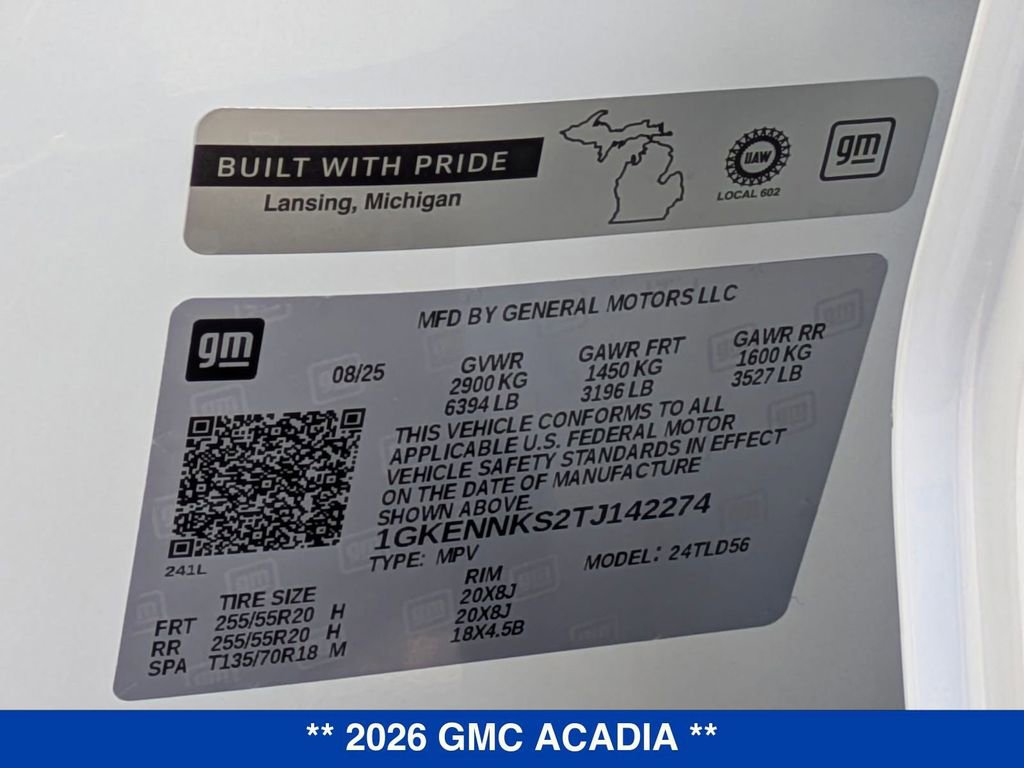 BUILT WITH PRIDE
Lansing, Michigan
UAW
LOCAL 602
gm
gm
MFD BY GENERAL MOTORS LLC
08/25
GVWR
2900 KG
6394 LB
GAWR FRT
1450 KG
3196 LB
GAWR RR
1600 KG
3527 LB
THIS VEHICLE CONFORMS TO ALL
APPLICABLE U.S. FEDERAL MOTOR
VEHICLE SAFETY STANDARDS IN EFFECT
ON THE DATE OF MANUFACTURE
SHOWN ABOVE.
1GKENNKS2TJ142274
TYPE: MPV MODEL: 24TLD56
241L
TIRE SIZE RIM
FRT 255/55R20 H 20X8J
RR 255/55R20 H 20X8J
SPA T135/70R18 M 18X4.5B
** 2026 GMC ACADIA **